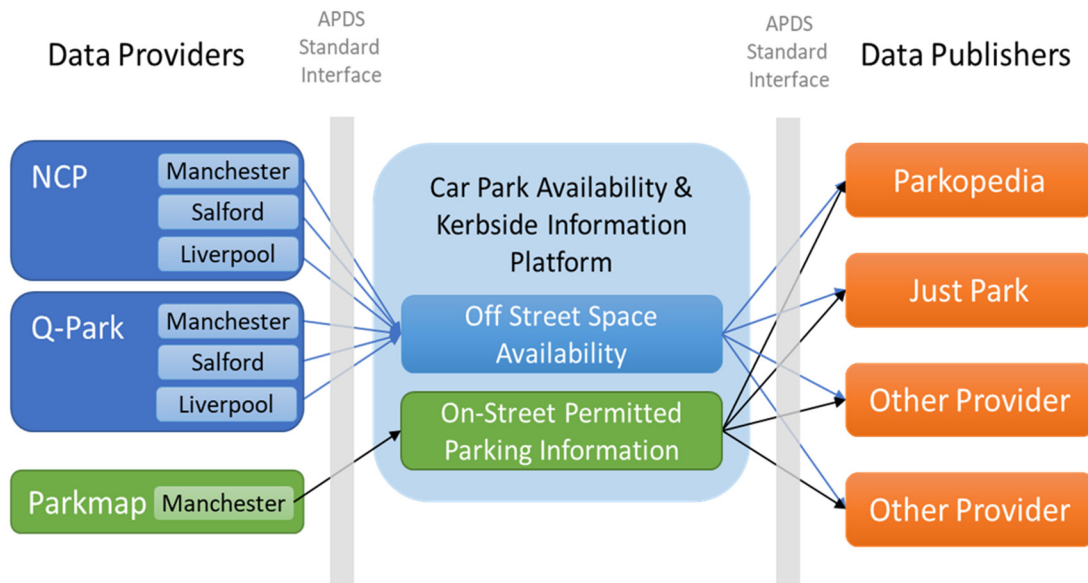 Data Providers
APDS
Standard
Interface
APDS
Standard
Interface
Data Publishers
NCP
Manchester
Salford
Liverpool
Q-Park
Manchester
Salford
Liverpool
Parkmap
Manchester
Car Park Availability &
Kerbside Information
Platform
Off Street Space
Availability
On-Street Permitted
Parking Information
Parkopedia
Just Park
Other Provider
Other Provider